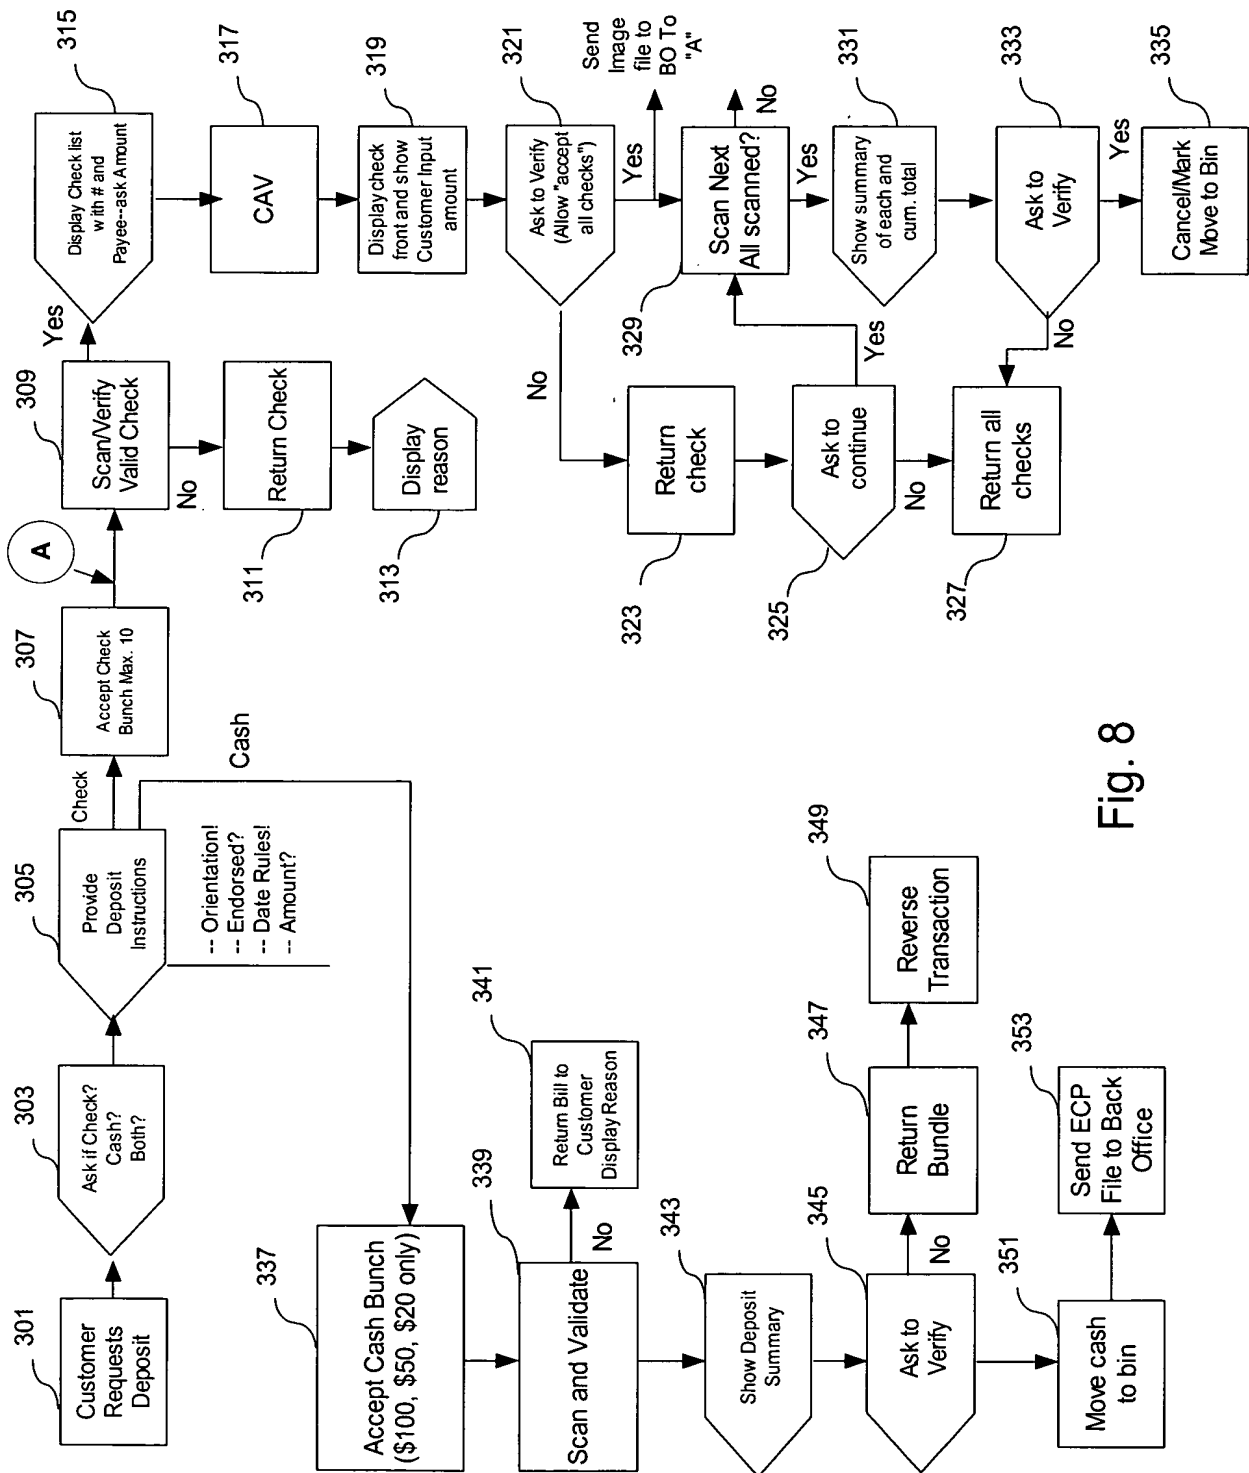 301
Customer
Requests
Deposit
303
Ask if Check?
Cash?
Both?
305
Provide
Deposit
Instructions
-- Orientation!
-- Endorsed?
-- Date Rules!
-- Amount?
Check
Cash
307
Accept Check
Bunch Max. 10
A
309
Scan/Verify
Valid Check
Yes
No
311
Return Check
313
Display
reason
315
Display Check list
with # and
Payee--ask Amount
317
CAV
319
Display check
front and show
Customer Input
amount
321
Ask to Verify
(Allow "accept
all checks")
Yes
No
Send
Image
file to
BO To
"A"
323
Return
check
325
Ask to
continue
Yes
No
327
Return all
checks
329
Scan Next
All scanned?
No
Yes
331
Show summary
of each and
cum. total
333
Ask to
Verify
No
Yes
335
Cancel/Mark
Move to Bin
337
Accept Cash Bunch
($100, $50, $20 only)
339
Scan and Validate
No
341
Return Bill to
Customer
Display Reason
343
Show Deposit
Summary
345
Ask to
Verify
No
347
Return
Bundle
349
Reverse
Transaction
351
Move cash
to bin
353
Send ECP
File to Back
Office
Fig. 8